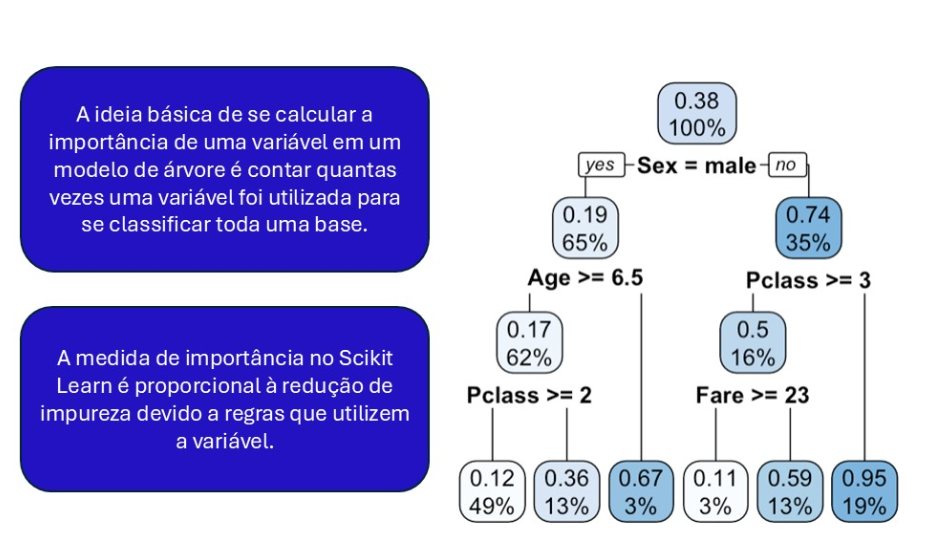 A ideia básica de se calcular a
importância de uma variável em um
modelo de árvore é contar quantas
vezes uma variável foi utilizada para
se classificar toda uma base.
A medida de importância no Scikit
Learn é proporcional à redução de
impureza devido a regras que utilizem
a variável.
0.38
100%
yes Sex = male no
0.19 0.74
65% 35%
Age >= 6.5 Pclass >= 3
0.17 0.5
62% 16%
Pclass >= 2 Fare >= 23
0.12 0.36 0.67 0.11 0.59 0.95
49% 13% 3% 3% 13% 19%